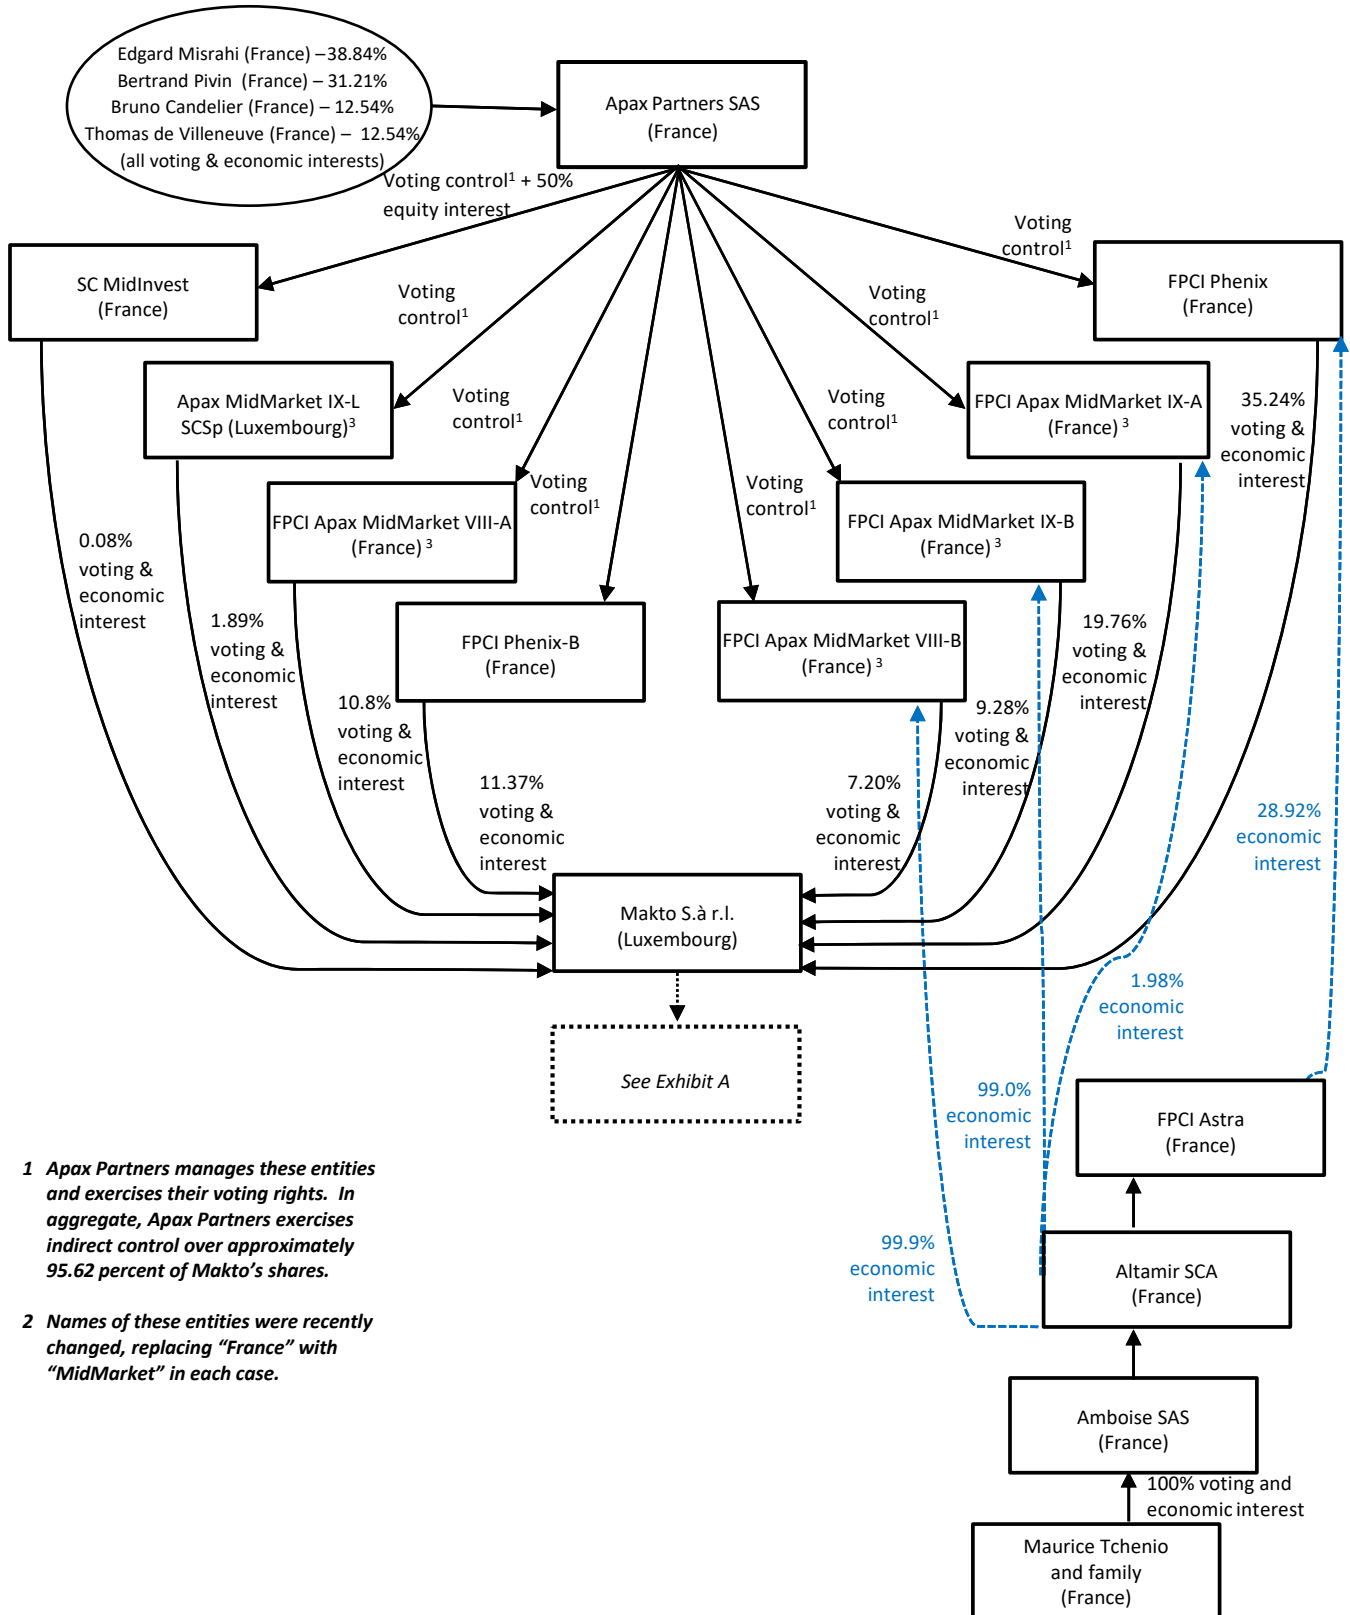 Edgard Misrahi (France) – 38.84%
Bertrand Pivin (France) – 31.21%
Bruno Candelier (France) – 12.54%
Thomas de Villeneuve (France) – 12.54%
(all voting & economic interests)
Apax Partners SAS
(France)
Voting control¹ + 50%
equity interest
Voting
control¹
SC MidInvest
(France)
FPCI Phenix
(France)
Voting
control¹
Voting
control¹
Apax MidMarket IX-L
SCSp (Luxembourg)³
FPCI Apax MidMarket IX-A
(France) ³
Voting
control¹
Voting
control¹
35.24%
voting &
economic
interest
Voting
control¹
Voting
control¹
FPCI Apax MidMarket VIII-A
(France) ³
FPCI Apax MidMarket IX-B
(France) ³
0.08%
voting &
economic
interest
1.89%
voting &
economic
interest
FPCI Phenix-B
(France)
FPCI Apax MidMarket VIII-B
(France) ³
19.76%
voting &
economic
interest
10.8%
voting &
economic
interest
9.28%
voting &
economic
interest
11.37%
voting &
economic
interest
7.20%
voting &
economic
interest
28.92%
economic
interest
Makto S.à r.l.
(Luxembourg)
1.98%
economic
interest
See Exhibit A
99.0%
economic
interest
FPCI Astra
(France)
1 Apax Partners manages these entities
and exercises their voting rights. In
aggregate, Apax Partners exercises
indirect control over approximately
95.62 percent of Makto's shares.
99.9%
economic
interest
Altamir SCA
(France)
2 Names of these entities were recently
changed, replacing “France” with
“MidMarket” in each case.
Amboise SAS
(France)
100% voting and
economic interest
Maurice Tchenio
and family
(France)